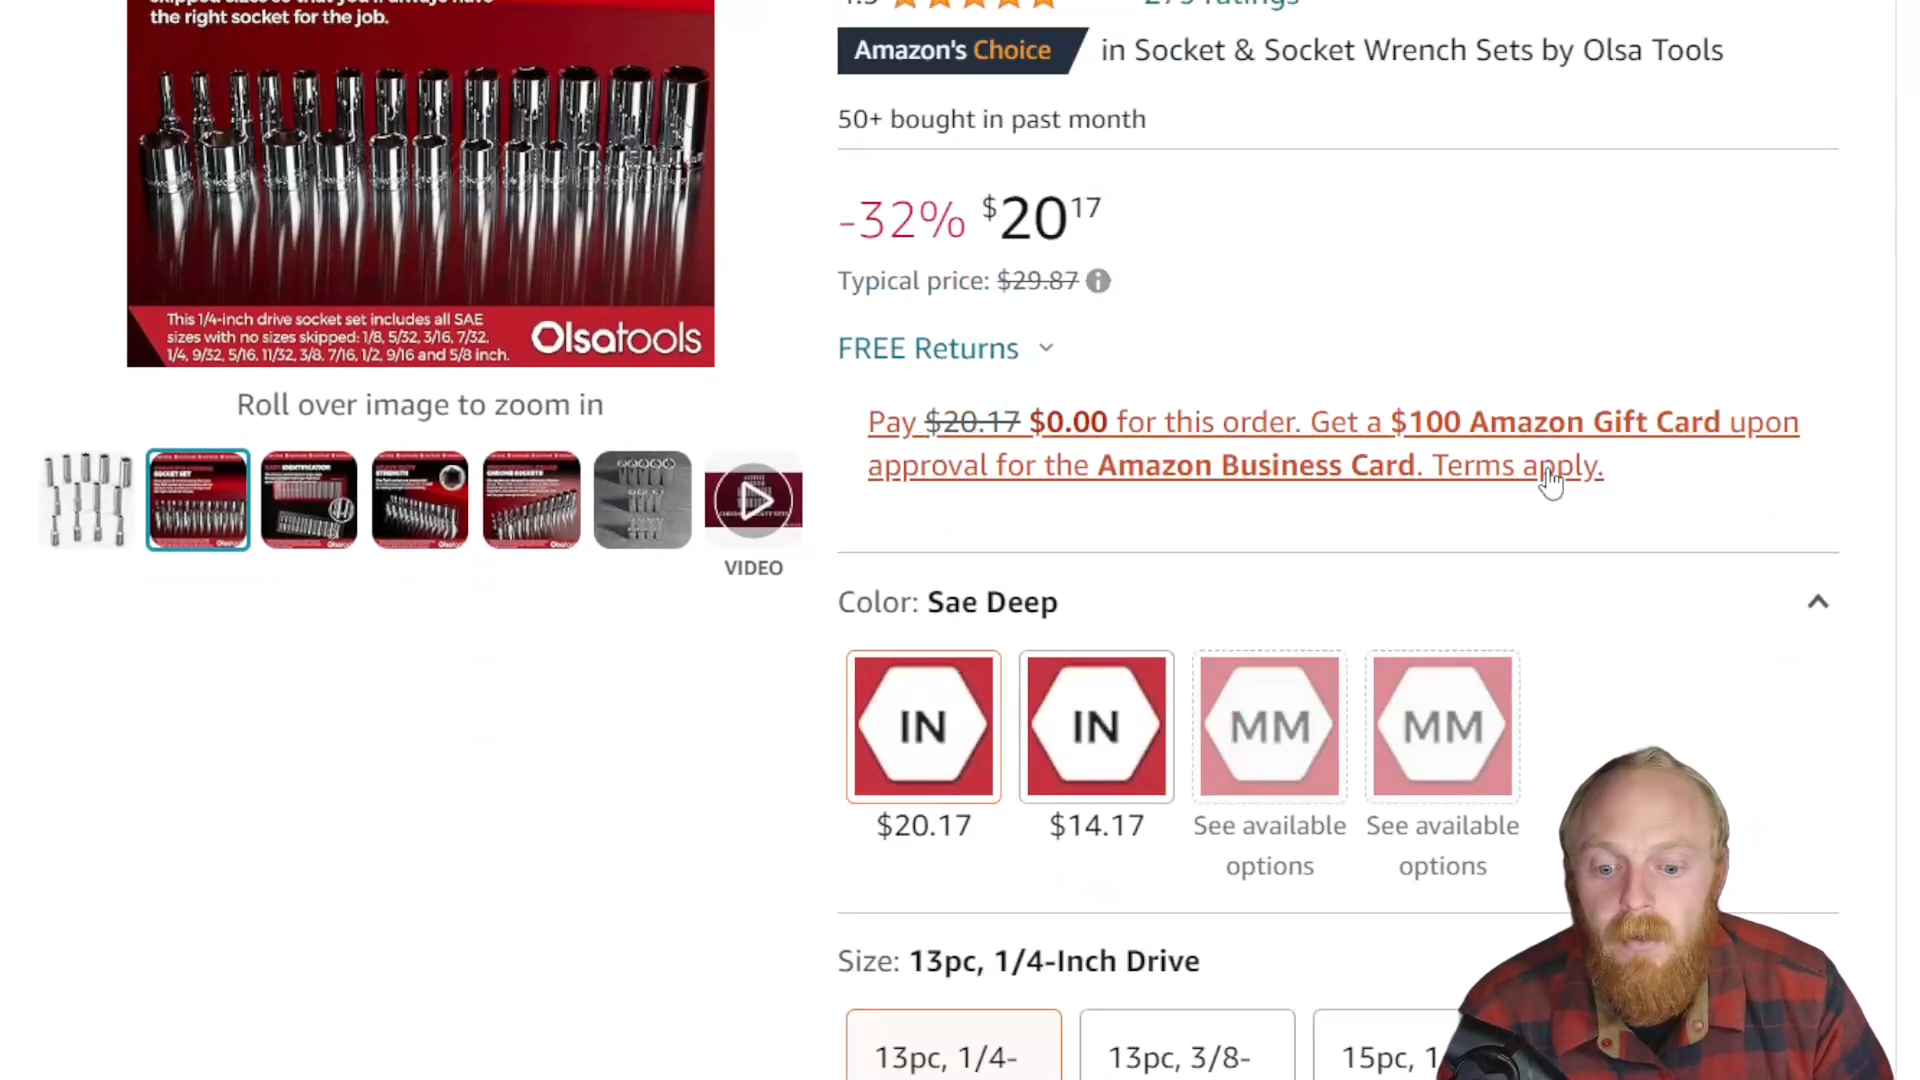 the right socket for the job.
This 1/4-inch drive socket set includes all SAE
sizes with no sizes skipped: 1/8, 5/32, 3/16, 7/32,
1/4, 9/32, 5/16. 11/32, 3/8, 7/16, 1/2, 9/16 and 5/8 inch.
Olsatools
Roll over image to zoom in
VIDEO
ratings
Amazon's Choice in Socket & Socket Wrench Sets by Olsa Tools
50+ bought in past month
-32% $20 17
Typical price: $29.87
FREE Returns
Pay $20.17 $0.00 for this order. Get a $100 Amazon Gift Card upon
approval for the Amazon Business Card. Terms apply.
Color: Sae Deep
IN IN MM MM
$20.17 $14.17 See available See available
options options
Size: 13pc, 1/4-Inch Drive
13pc, 1/4- 13pc, 3/8- 15pc, 1